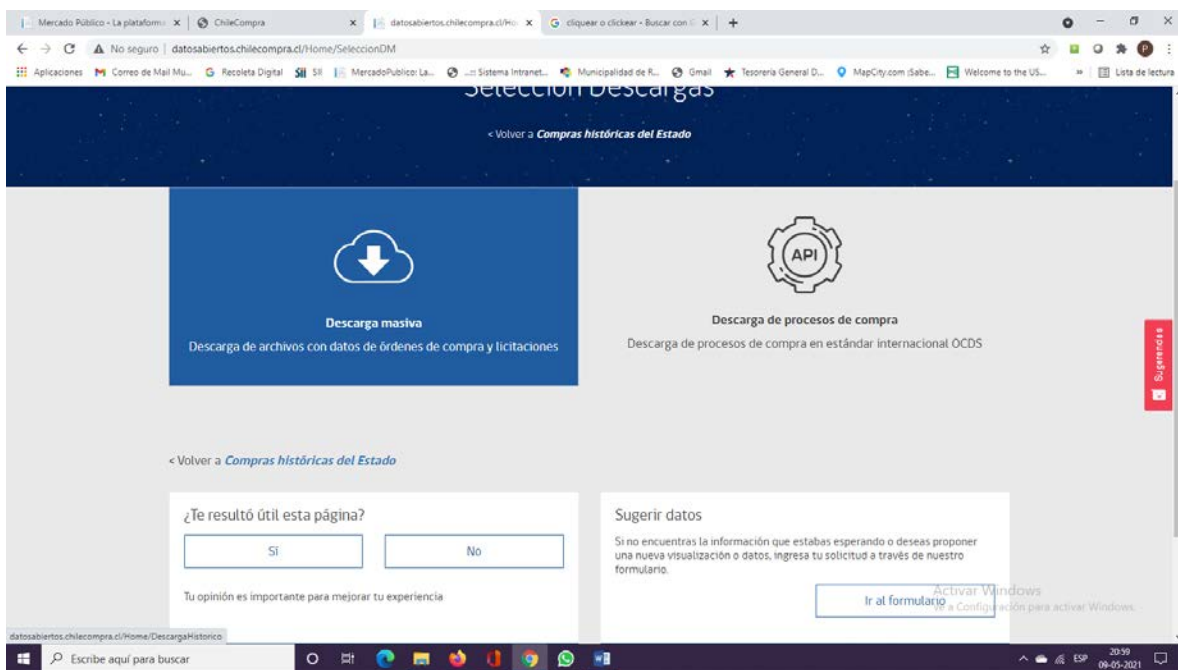 Mercado Público - La plataform
ChileCompra
datosabiertos.chilecompra.cl/Ho
cliquear o clickear - Buscar con G
No seguro | datosabiertos.chilecompra.cl/Home/SeleccionDM
Aplicaciones
Correo de Mail Mu...
Recoleta Digital
SII
MercadoPublico: La...
..:: Sistema Intranet...
Municipalidad de R...
Gmail
Tesorería General D...
MapCity.com :Sabe...
Welcome to the US...
Lista de lectura
Selección Descargas
< Volver a Compras históricas del Estado
API
Descarga masiva
Descarga de archivos con datos de órdenes de compra y licitaciones
Descarga de procesos de compra
Descarga de procesos de compra en estándar internacional OCDS
Sugerencias
< Volver a Compras históricas del Estado
¿Te resultó útil esta página?
Sí
No
Tu opinión es importante para mejorar tu experiencia
Sugerir datos
Si no encuentras la información que estabas esperando o deseas proponer
una nueva visualización o datos, ingresa tu solicitud a través de nuestro
formulario.
Ir al formulario
Activar Windows
Ve a Configuración para activar Windows.
datosabiertos.chilecompra.cl/Home/DescargaHistorico
Escribe aquí para buscar
ESP
20:59
09-05-2021